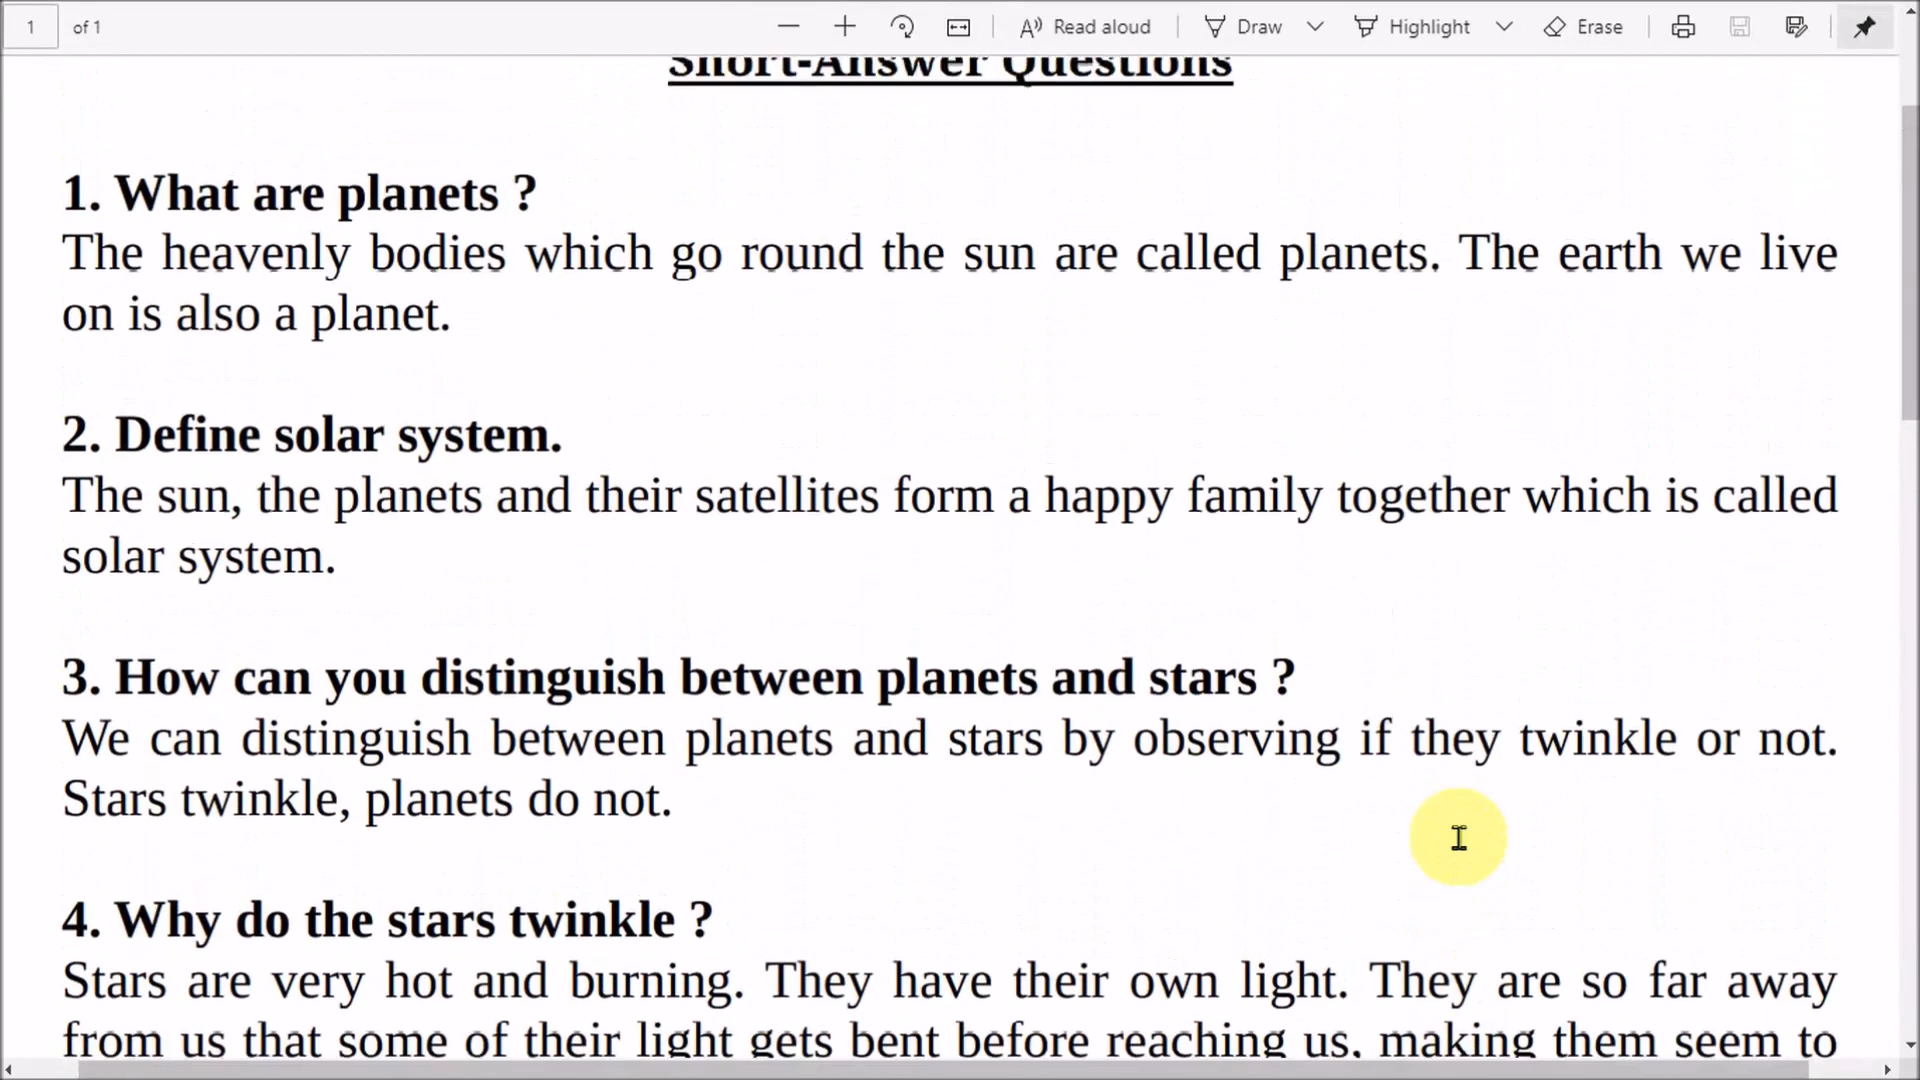 1 of 1 Read aloud Draw Highlight Erase
Short-Answer Questions
1. What are planets ?
The heavenly bodies which go round the sun are called planets. The earth we live
on is also a planet.
2. Define solar system.
The sun, the planets and their satellites form a happy family together which is called
solar system.
3. How can you distinguish between planets and stars ?
We can distinguish between planets and stars by observing if they twinkle or not.
Stars twinkle, planets do not.
4. Why do the stars twinkle ?
Stars are very hot and burning. They have their own light. They are so far away
from us that some of their light gets bent before reaching us, making them seem to